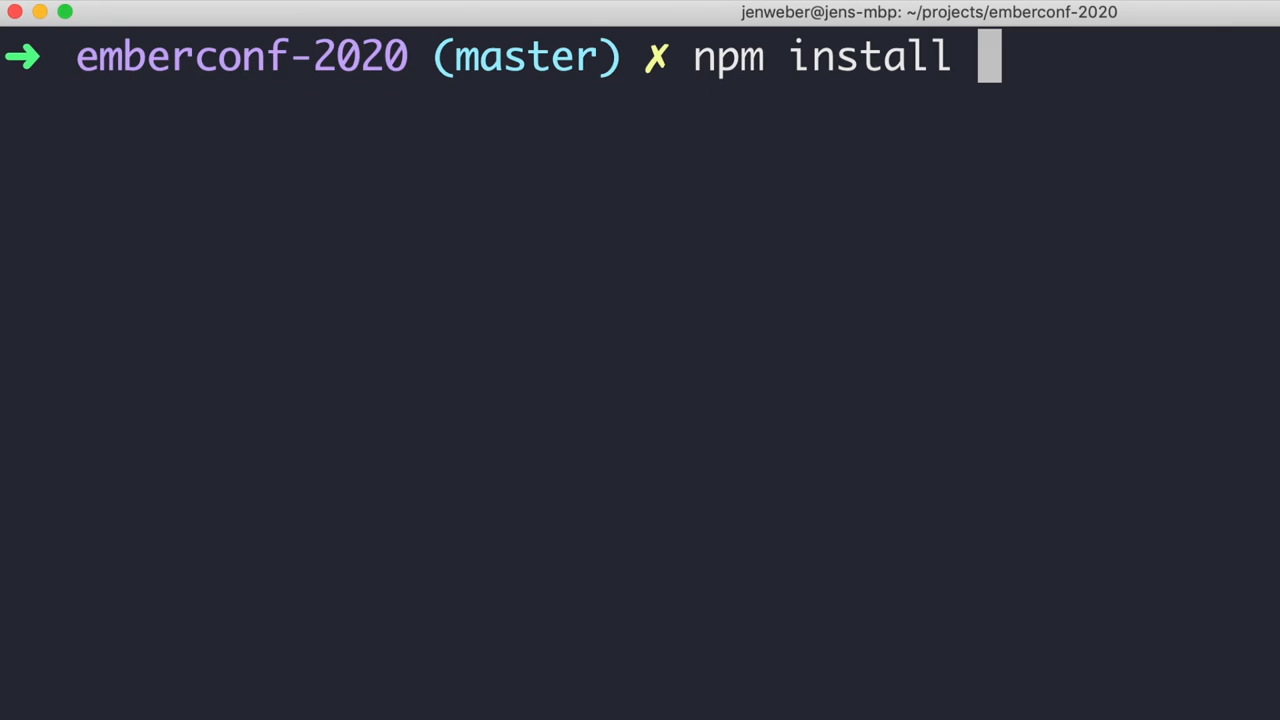 jenweber@jens-mbp: ~/projects/emberconf-2020
➜ emberconf-2020 (master) ✗ npm install